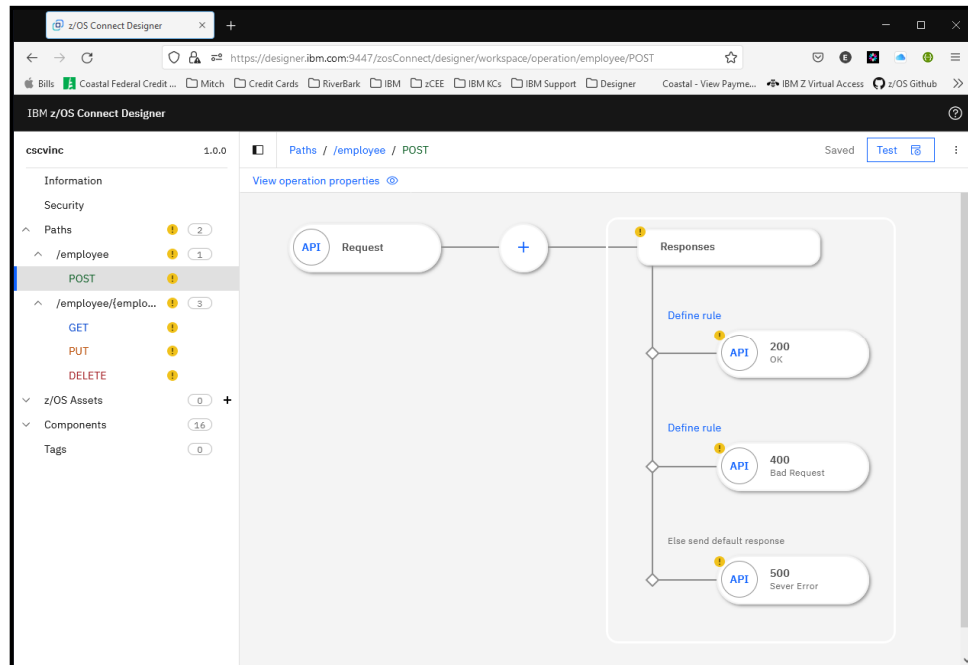 z/OS Connect Designer
https://designer.ibm.com:9447/zosConnect/designer/workspace/operation/employee/POST
E
Bills Coastal Federal Credit ... Mitch Credit Cards RiverBark IBM zCEE IBM KCs IBM Support Designer Coastal - View Payme... IBM Z Virtual Access z/OS Github
IBM z/OS Connect Designer
cscvinc 1.0.0 Paths / /employee / POST Saved Test
Information View operation properties
Security
Paths 2
/employee 1
POST
/employee/{emplo... 3
GET
PUT
DELETE
z/OS Assets 0
Components 16
Tags 0
API Request
Responses
Define rule
API 200
OK
Define rule
API 400
Bad Request
Else send default response
API 500
Sever Error